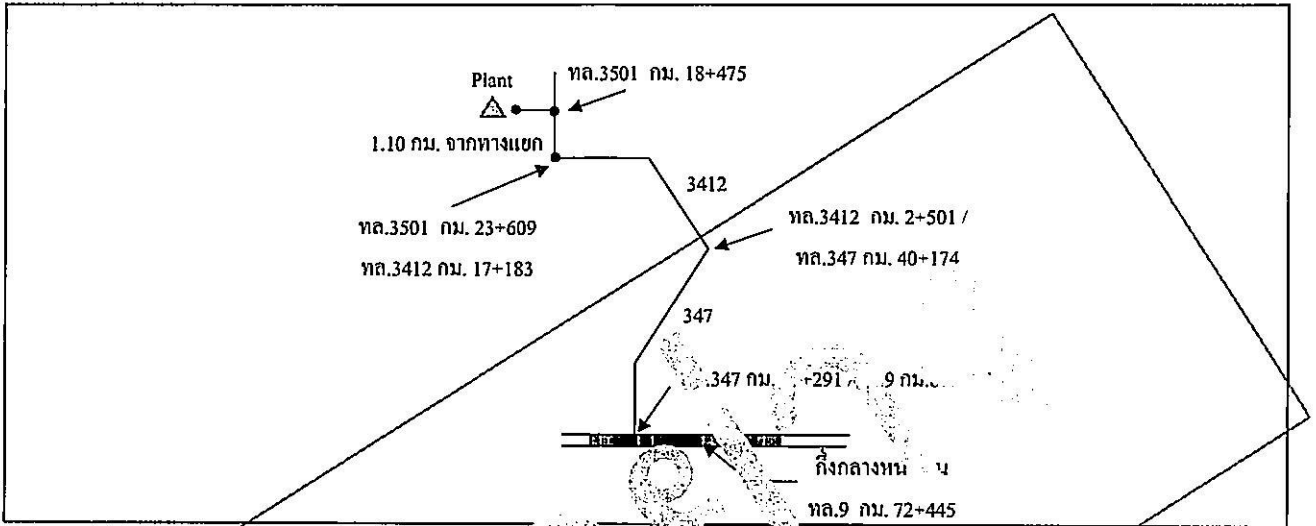 Plant
ทล.3501 กม. 18+475
1.10 กม. จากทางแยก
3412
ทล.3501 กม. 23+609
ทล.3412 กม. 17+183
ทล.3412 กม. 2+501 /
ทล.347 กม. 40+174
347
.347 กม. +291 9 กม.
กึ่งกลาง
ทล.9 กม. 72+445